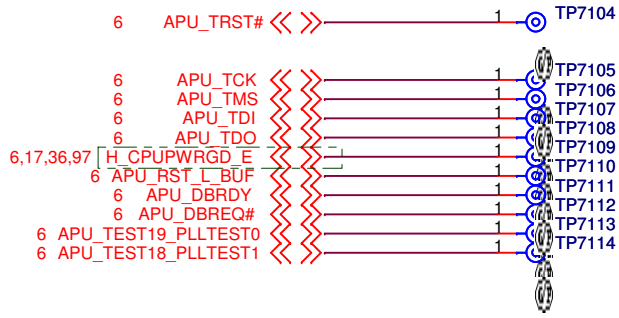 6 APU_TRST# 1 TP7104
6 APU_TCK 1 TP7105
6 APU_TMS 1 TP7106
6 APU_TDI 1 TP7107
6 APU_TDO 1 TP7108
6,17,36,97 H_CPUPWRGD_E 1 TP7109
6 APU_RST_L_BUF 1 TP7110
6 APU_DBRDY 1 TP7111
6 APU_DBREQ# 1 TP7112
6 APU_TEST19_PLLTEST0 1 TP7113
6 APU_TEST18_PLLTEST1 1 TP7114